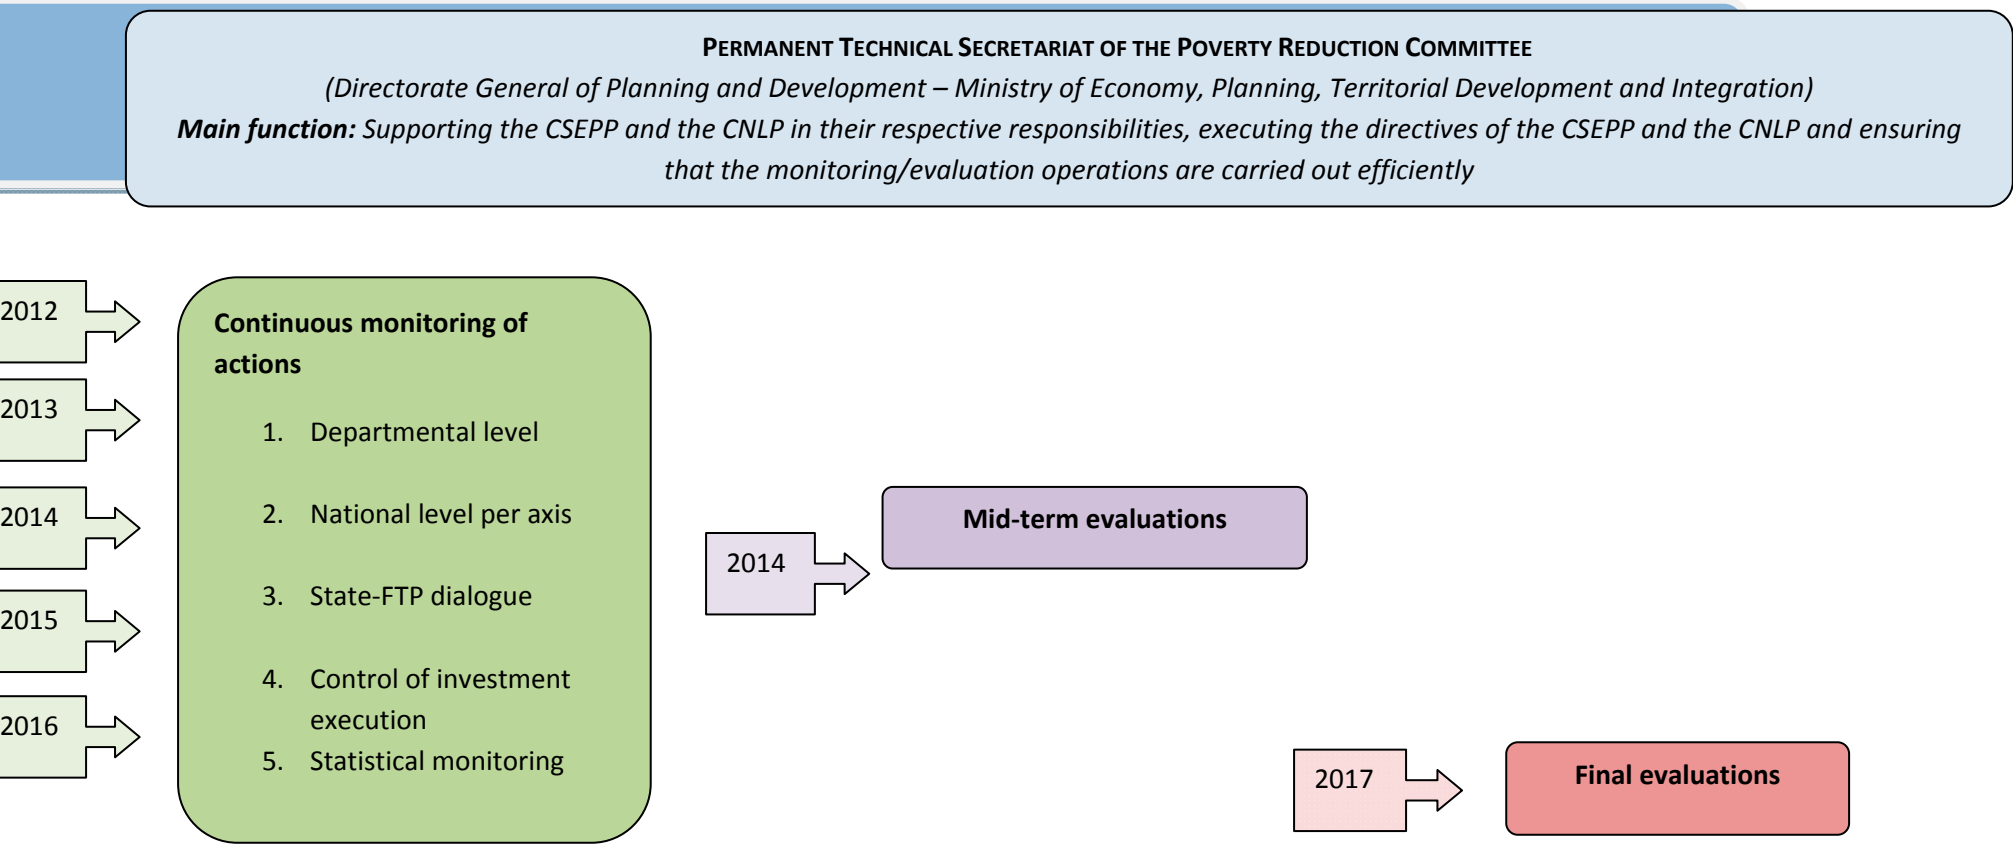 PERMANENT TECHNICAL SECRETARIAT OF THE POVERTY REDUCTION COMMITTEE
(Directorate General of Planning and Development – Ministry of Economy, Planning, Territorial Development and Integration)
Main function: Supporting the CSEPP and the CNLP in their respective responsibilities, executing the directives of the CSEPP and the CNLP and ensuring
that the monitoring/evaluation operations are carried out efficiently
2012
2013
2014
2015
2016
Continuous monitoring of
actions
1. Departmental level
2. National level per axis
3. State-FTP dialogue
4. Control of investment
execution
5. Statistical monitoring
2014
Mid-term evaluations
2017
Final evaluations